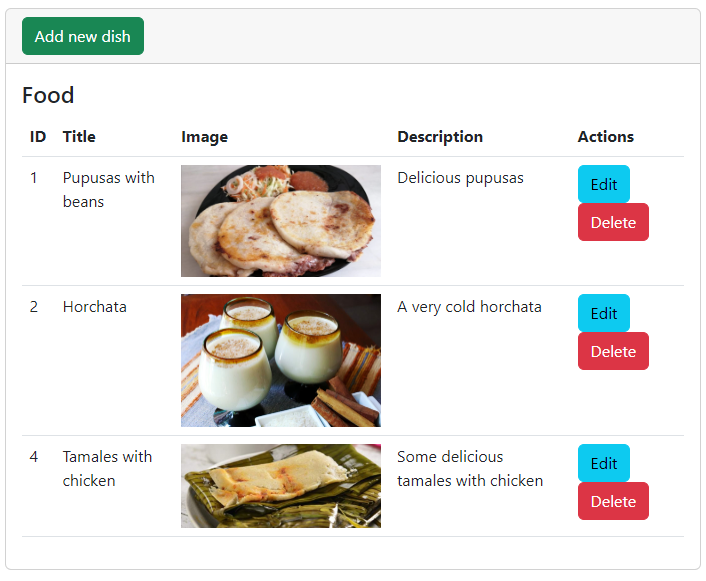 Add new dish
Food
ID Title Image Description Actions
1 Pupusas with beans Delicious pupusas Edit
Delete
2 Horchata A very cold horchata Edit
Delete
4 Tamales with chicken Some delicious tamales with chicken Edit
Delete